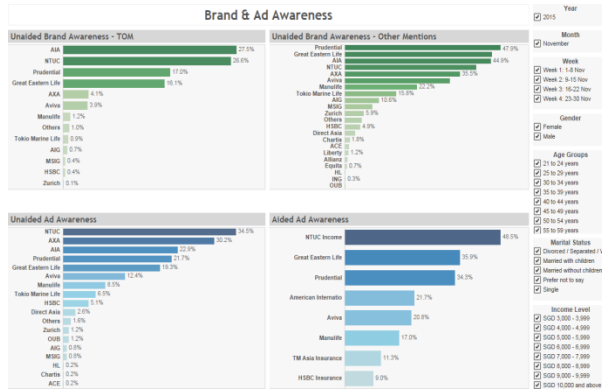 Brand & Ad Awareness
Unaided Brand Awareness - TOM
AIA 27.5%
NTUC 26.6%
Prudential 17.0%
Great Eastern Life 16.1%
AXA 4.1%
Aviva 3.9%
Manulife 1.2%
Others 1.0%
Tokio Marine Life 0.9%
AIG 0.7%
MSIG 0.4%
HSBC 0.4%
Zurich 0.1%
Unaided Brand Awareness - Other Mentions
Prudential 47.9%
Great Eastern Life
AIA 44.9%
NTUC
AXA 35.5%
Aviva
Manulife 22.2%
Tokio Marine Life 15.8%
AIG 10.6%
MSIG
Zurich 5.9%
Others
HSBC 4.9%
Direct Asia
Chartis 1.8%
ACE
Liberty 1.2%
Allianz
Equita 0.7%
HL
ING 0.3%
OUB
Unaided Ad Awareness
NTUC 34.5%
AXA 30.2%
AIA 22.9%
Prudential 21.7%
Great Eastern Life 19.3%
Aviva 12.4%
Manulife 8.5%
Tokio Marine Life 6.5%
HSBC 5.1%
Direct Asia 2.6%
Others 1.6%
Zurich 1.2%
OUB 1.2%
AIG 0.8%
MSIG 0.8%
HL 0.2%
Chartis 0.2%
ACE 0.2%
Aided Ad Awareness
NTUC Income 48.5%
Great Eastern Life 35.9%
Prudential 34.3%
American Internatio 21.7%
Aviva 20.8%
Manulife 17.0%
TM Asia Insurance 11.3%
HSBC Insurance 9.0%
Year
2015
Month
November
Week
Week 1: 1-8 Nov
Week 2: 9-15 Nov
Week 3: 16-22 Nov
Week 4: 23-30 Nov
Gender
Female
Male
Age Groups
21 to 24 years
25 to 29 years
30 to 34 years
35 to 39 years
40 to 44 years
45 to 49 years
50 to 54 years
55 to 59 years
Marital Status
Divorced / Separated /
Married with children
Married without children
Prefer not to say
Single
Income Level
SGD 3,000 - 3,999
SGD 4,000 - 4,999
SGD 5,000 - 5,999
SGD 6,000 - 6,999
SGD 7,000 - 7,999
SGD 8,000 - 8,999
SGD 9,000 - 9,999
SGD 10,000 and above